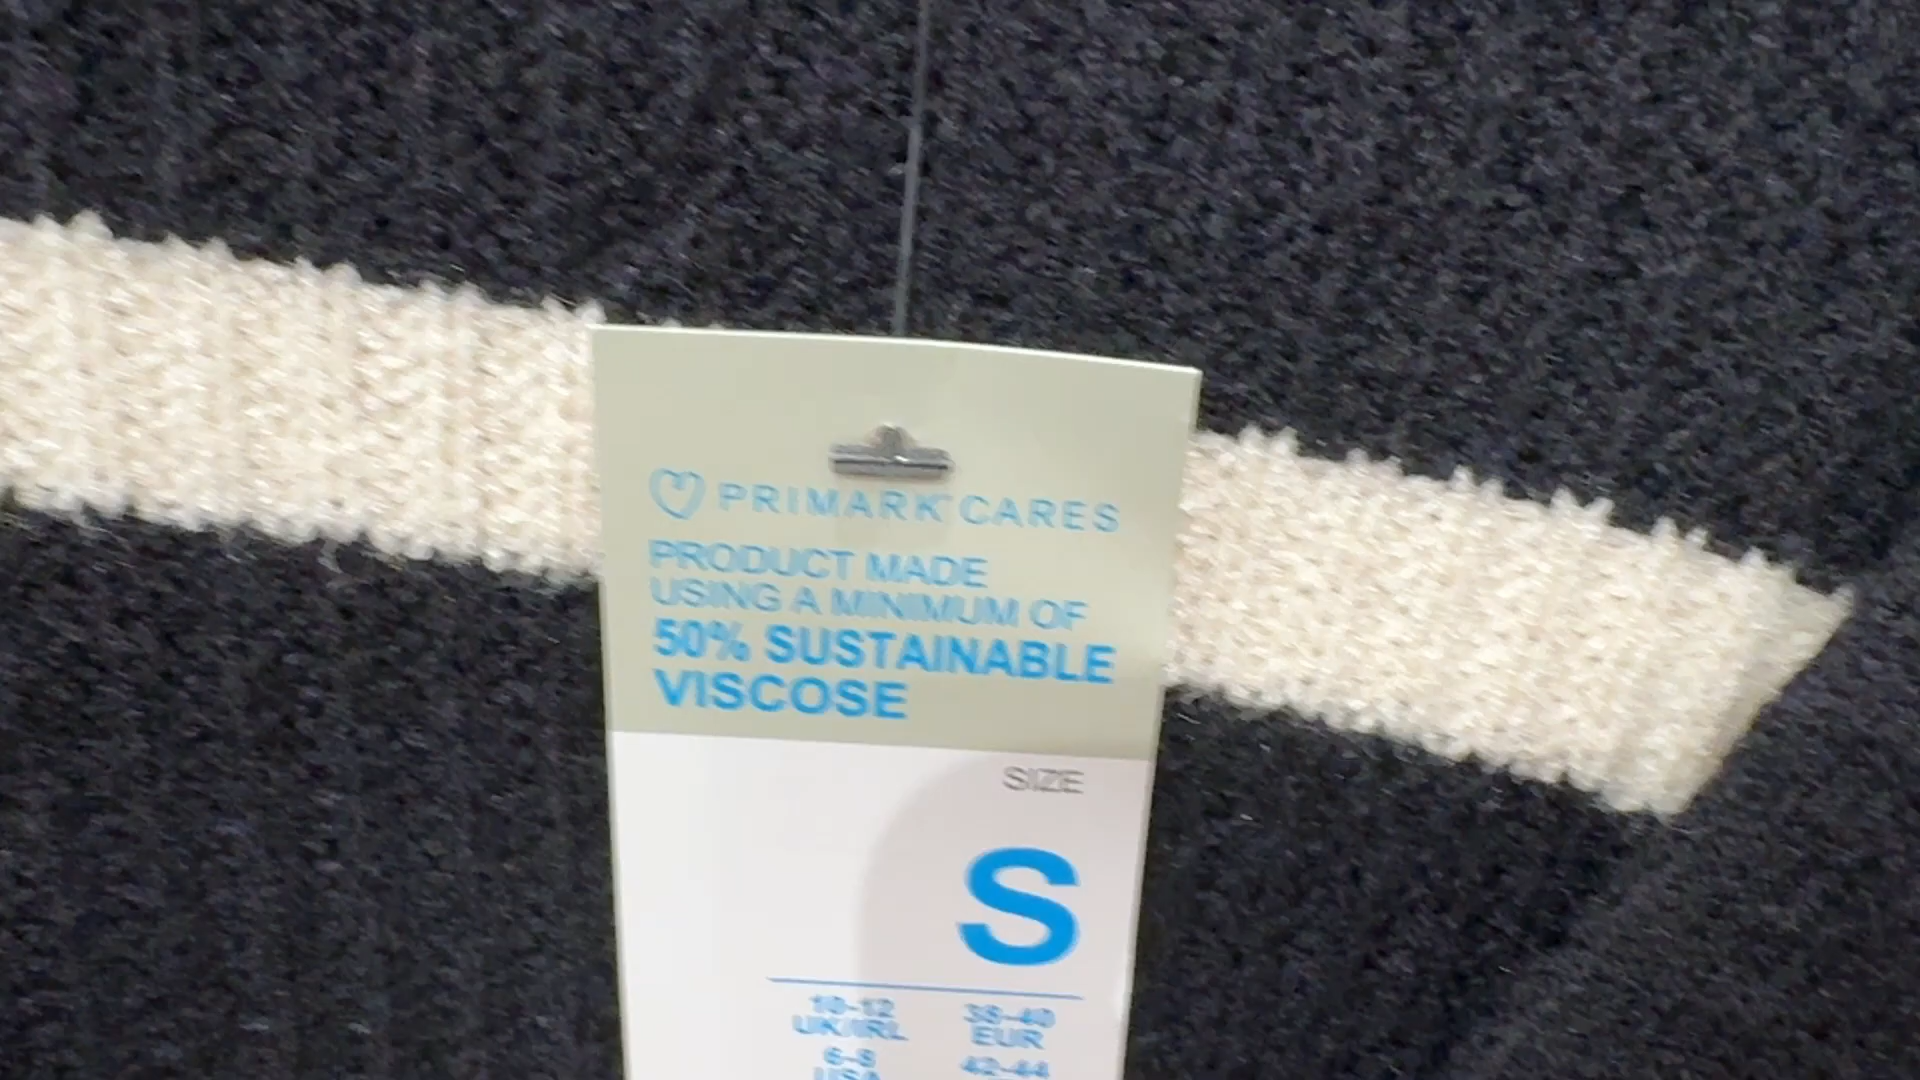 PRIMARK CARES
PRODUCT MADE
USING A MINIMUM OF
50% SUSTAINABLE
VISCOSE
SIZE
S
10-12 38-40
UK/IRL EUR
6-8 42-44
USA